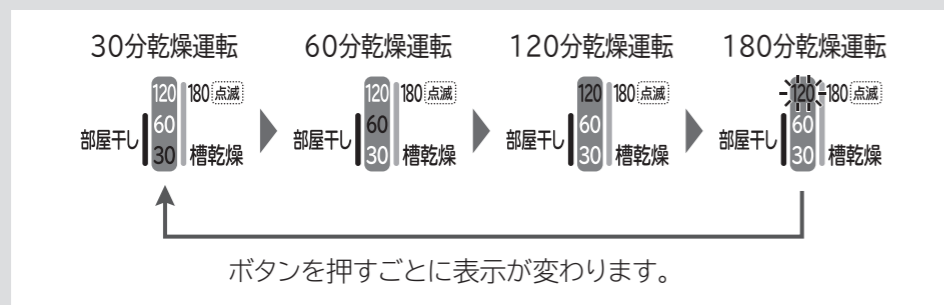 30分乾燥運転 60分乾燥運転 120分乾燥運転 180分乾燥運転
120 180 点滅 120 180 点滅 120 180 点滅 120 180 点滅
部屋干し 60 部屋干し 60 部屋干し 60 部屋干し 60
30 槽乾燥 30 槽乾燥 30 槽乾燥 30 槽乾燥
ボタンを押すごとに表示が変わります。